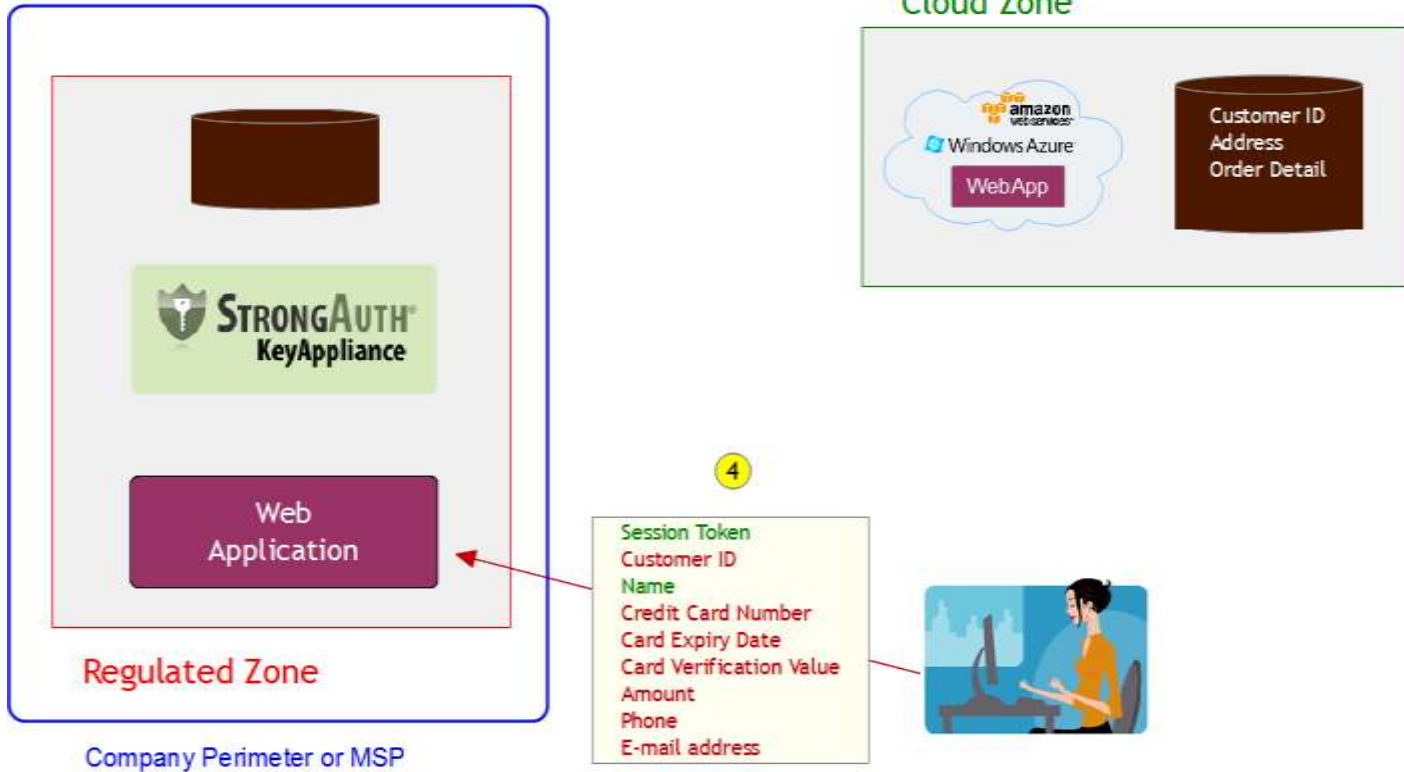 Cloud Zone
amazon
webservices™
Windows Azure
WebApp
Customer ID
Address
Order Detail
STRONGAUTH®
KeyAppliance
Web
Application
Regulated Zone
Company Perimeter or MSP
4
Session Token
Customer ID
Name
Credit Card Number
Card Expiry Date
Card Verification Value
Amount
Phone
E-mail address